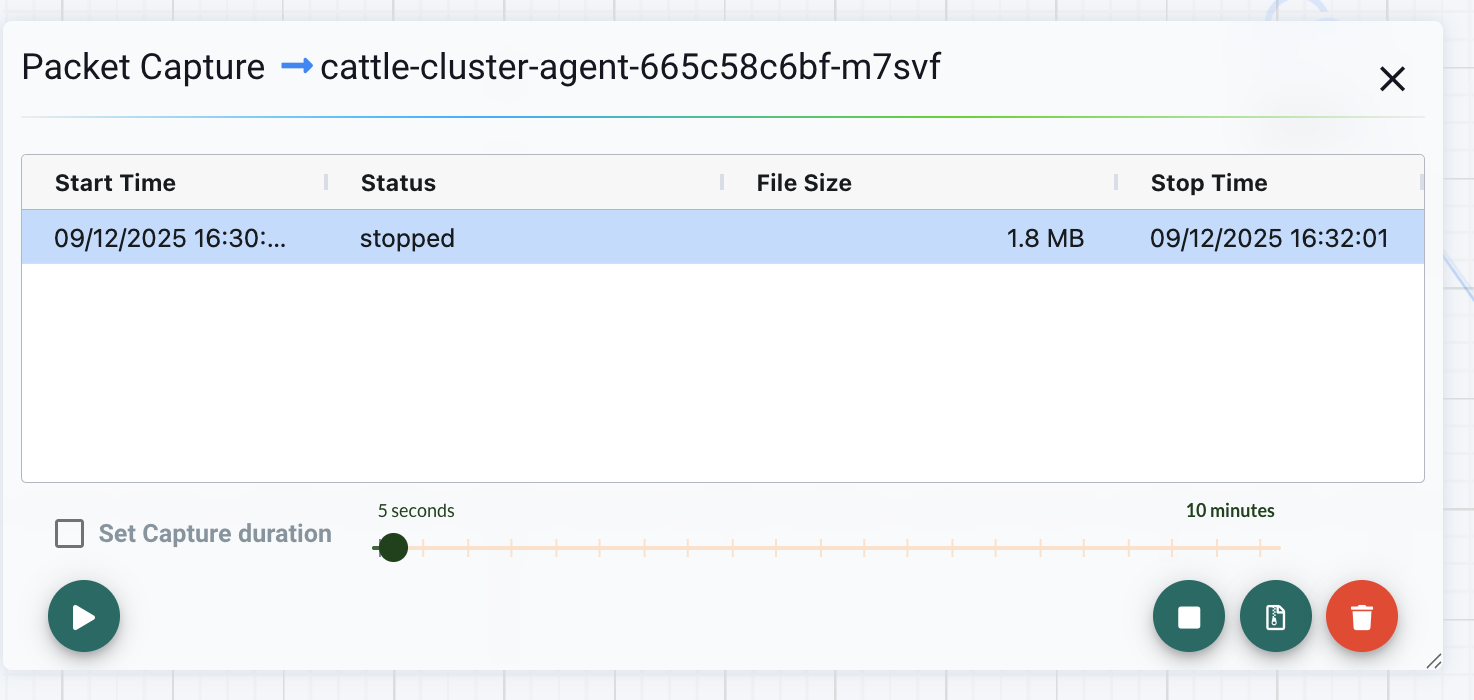 Packet Capture → cattle-cluster-agent-665c58c6bf-m7svf
Start Time Status File Size Stop Time
09/12/2025 16:30:... stopped 1.8 MB 09/12/2025 16:32:01
5 seconds 10 minutes
Set Capture duration